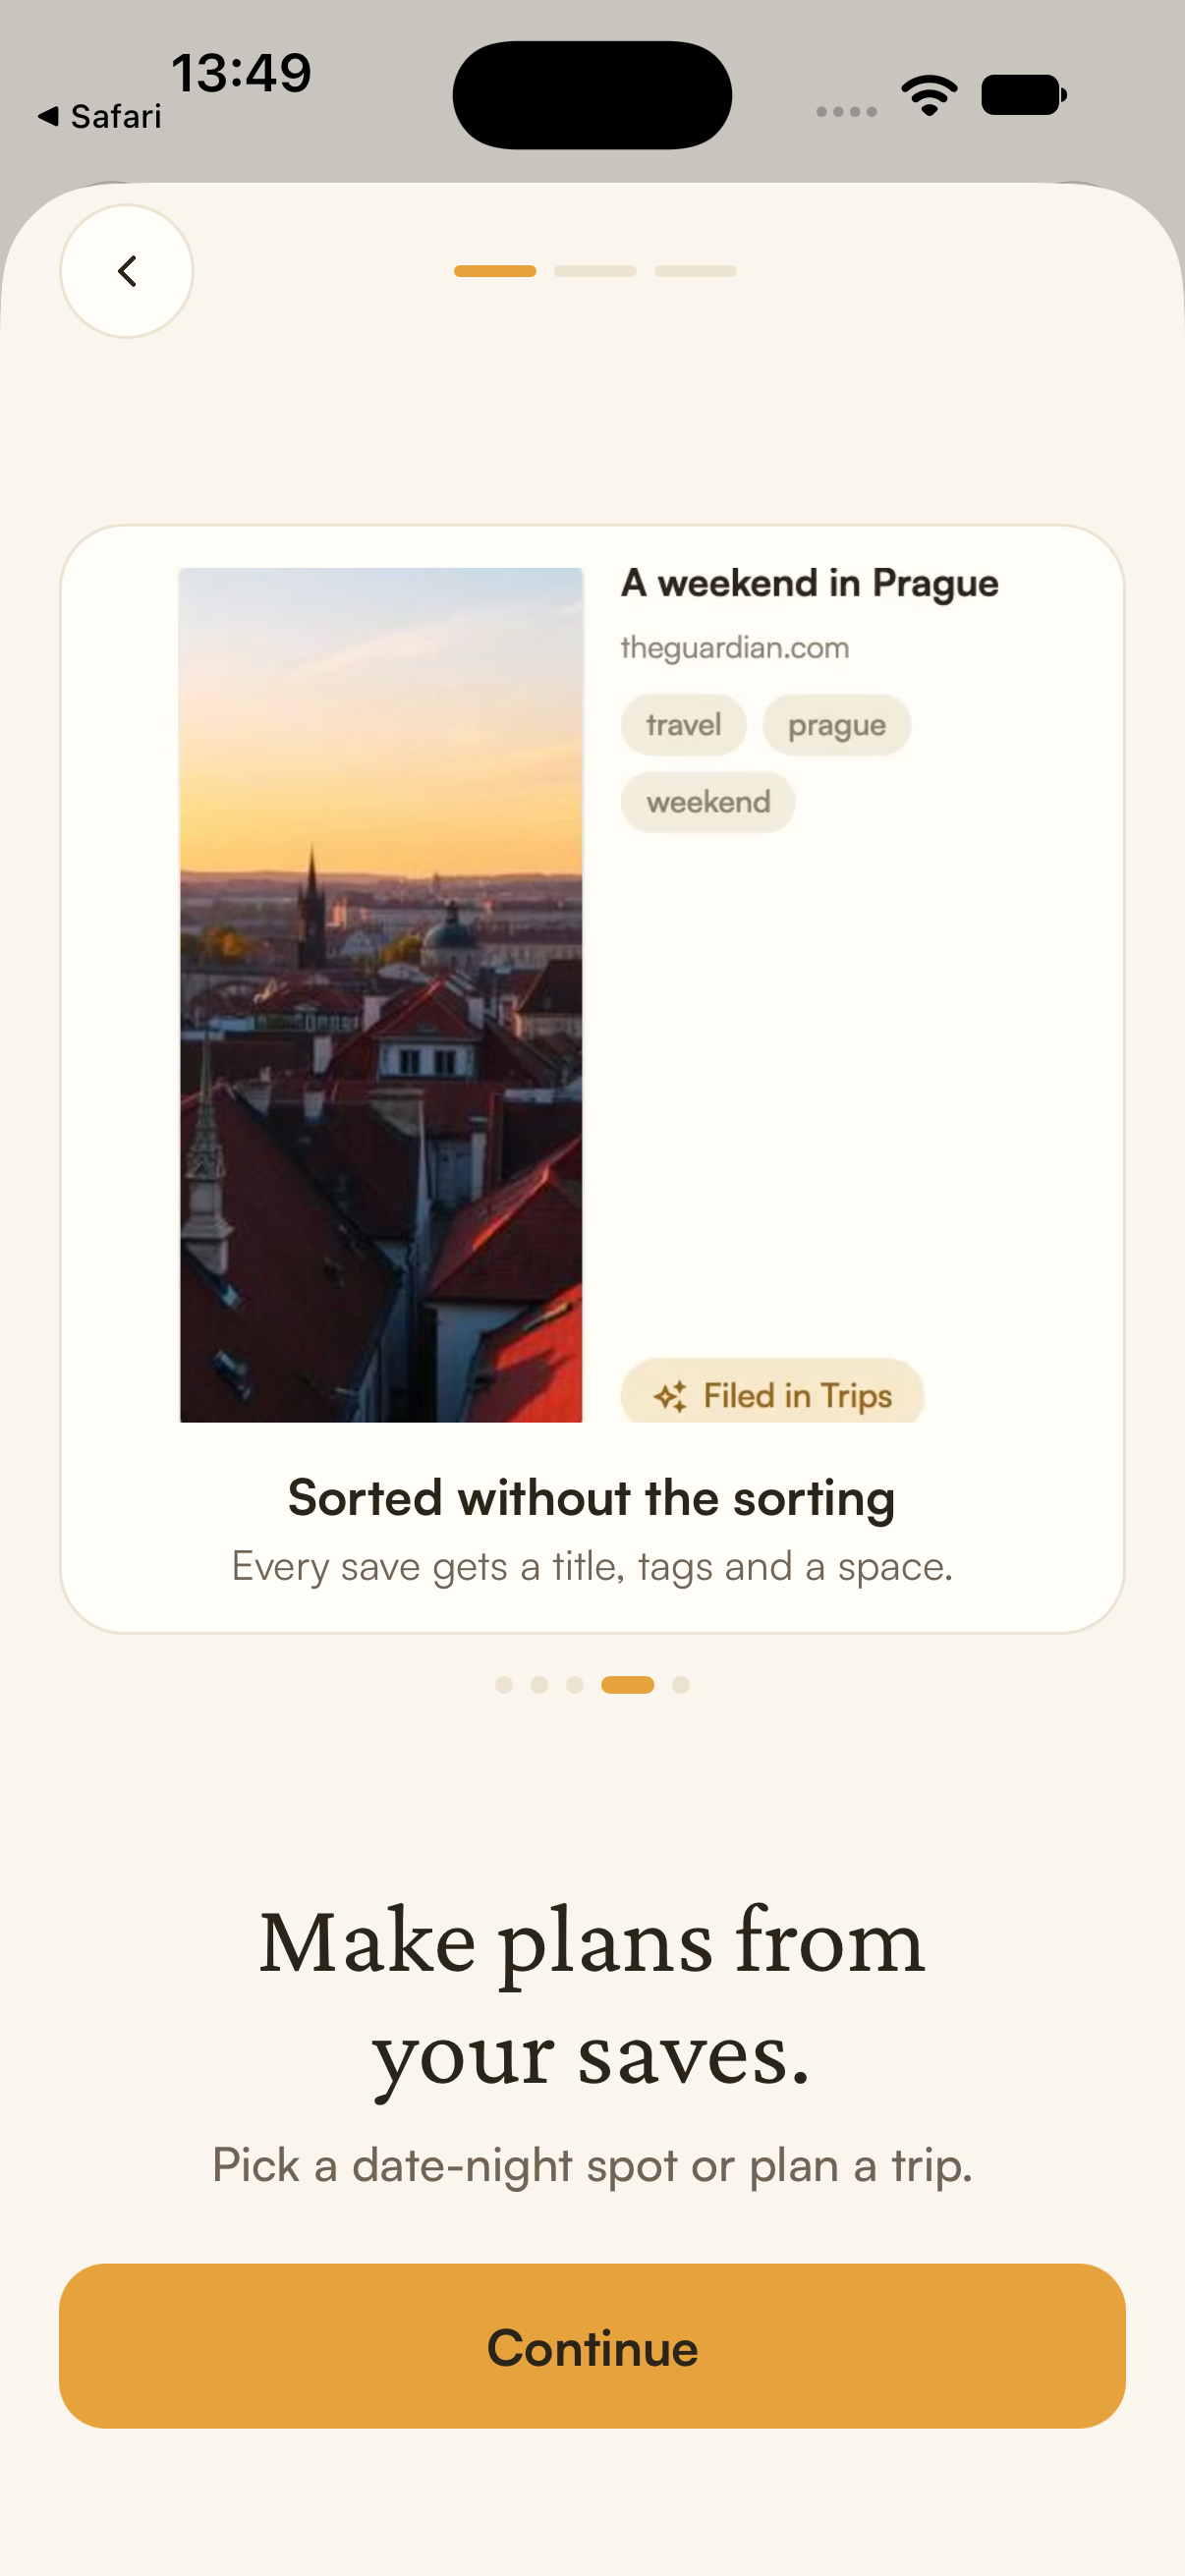 13:49
Safari
A weekend in Prague
theguardian.com
travel prague
weekend
Filed in Trips
Sorted without the sorting
Every save gets a title, tags and a space.
Make plans from
your saves.
Pick a date-night spot or plan a trip.
Continue